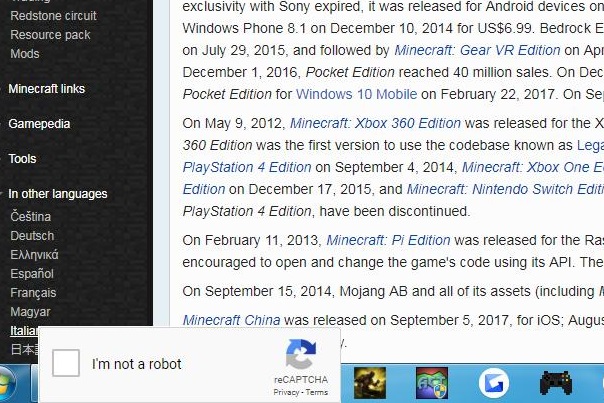 Redstone circuit
Resource pack
Mods
Minecraft links
Gamepedia
Tools
In other languages
Čeština
Deutsch
Ελληνικά
Español
Français
Magyar
exclusivity with Sony expired, it was released for Android devices on
Windows Phone 8.1 on December 10, 2014 for US$6.99. Bedrock E
on July 29, 2015, and followed by Minecraft: Gear VR Edition on Ap
December 1, 2016, Pocket Edition reached 40 million sales. On Dec
Pocket Edition for Windows 10 Mobile on February 22, 2017. On Sep
On May 9, 2012, Minecraft: Xbox 360 Edition was released for the X
360 Edition was the first version to use the codebase known as Lega
PlayStation 4 Edition on September 4, 2014, Minecraft: Xbox One E
Edition on December 17, 2015, and Minecraft: Nintendo Switch Editi
PlayStation 4 Edition, have been discontinued.
On February 11, 2013, Minecraft: Pi Edition was released for the Ras
encouraged to open and change the game's code using its API. The
On September 15, 2014, Mojang AB and all of its assets (including M
Minecraft China was released on September 5, 2017, for iOS; Augus
y.
I'm not a robot
reCAPTCHA
Privacy - Terms